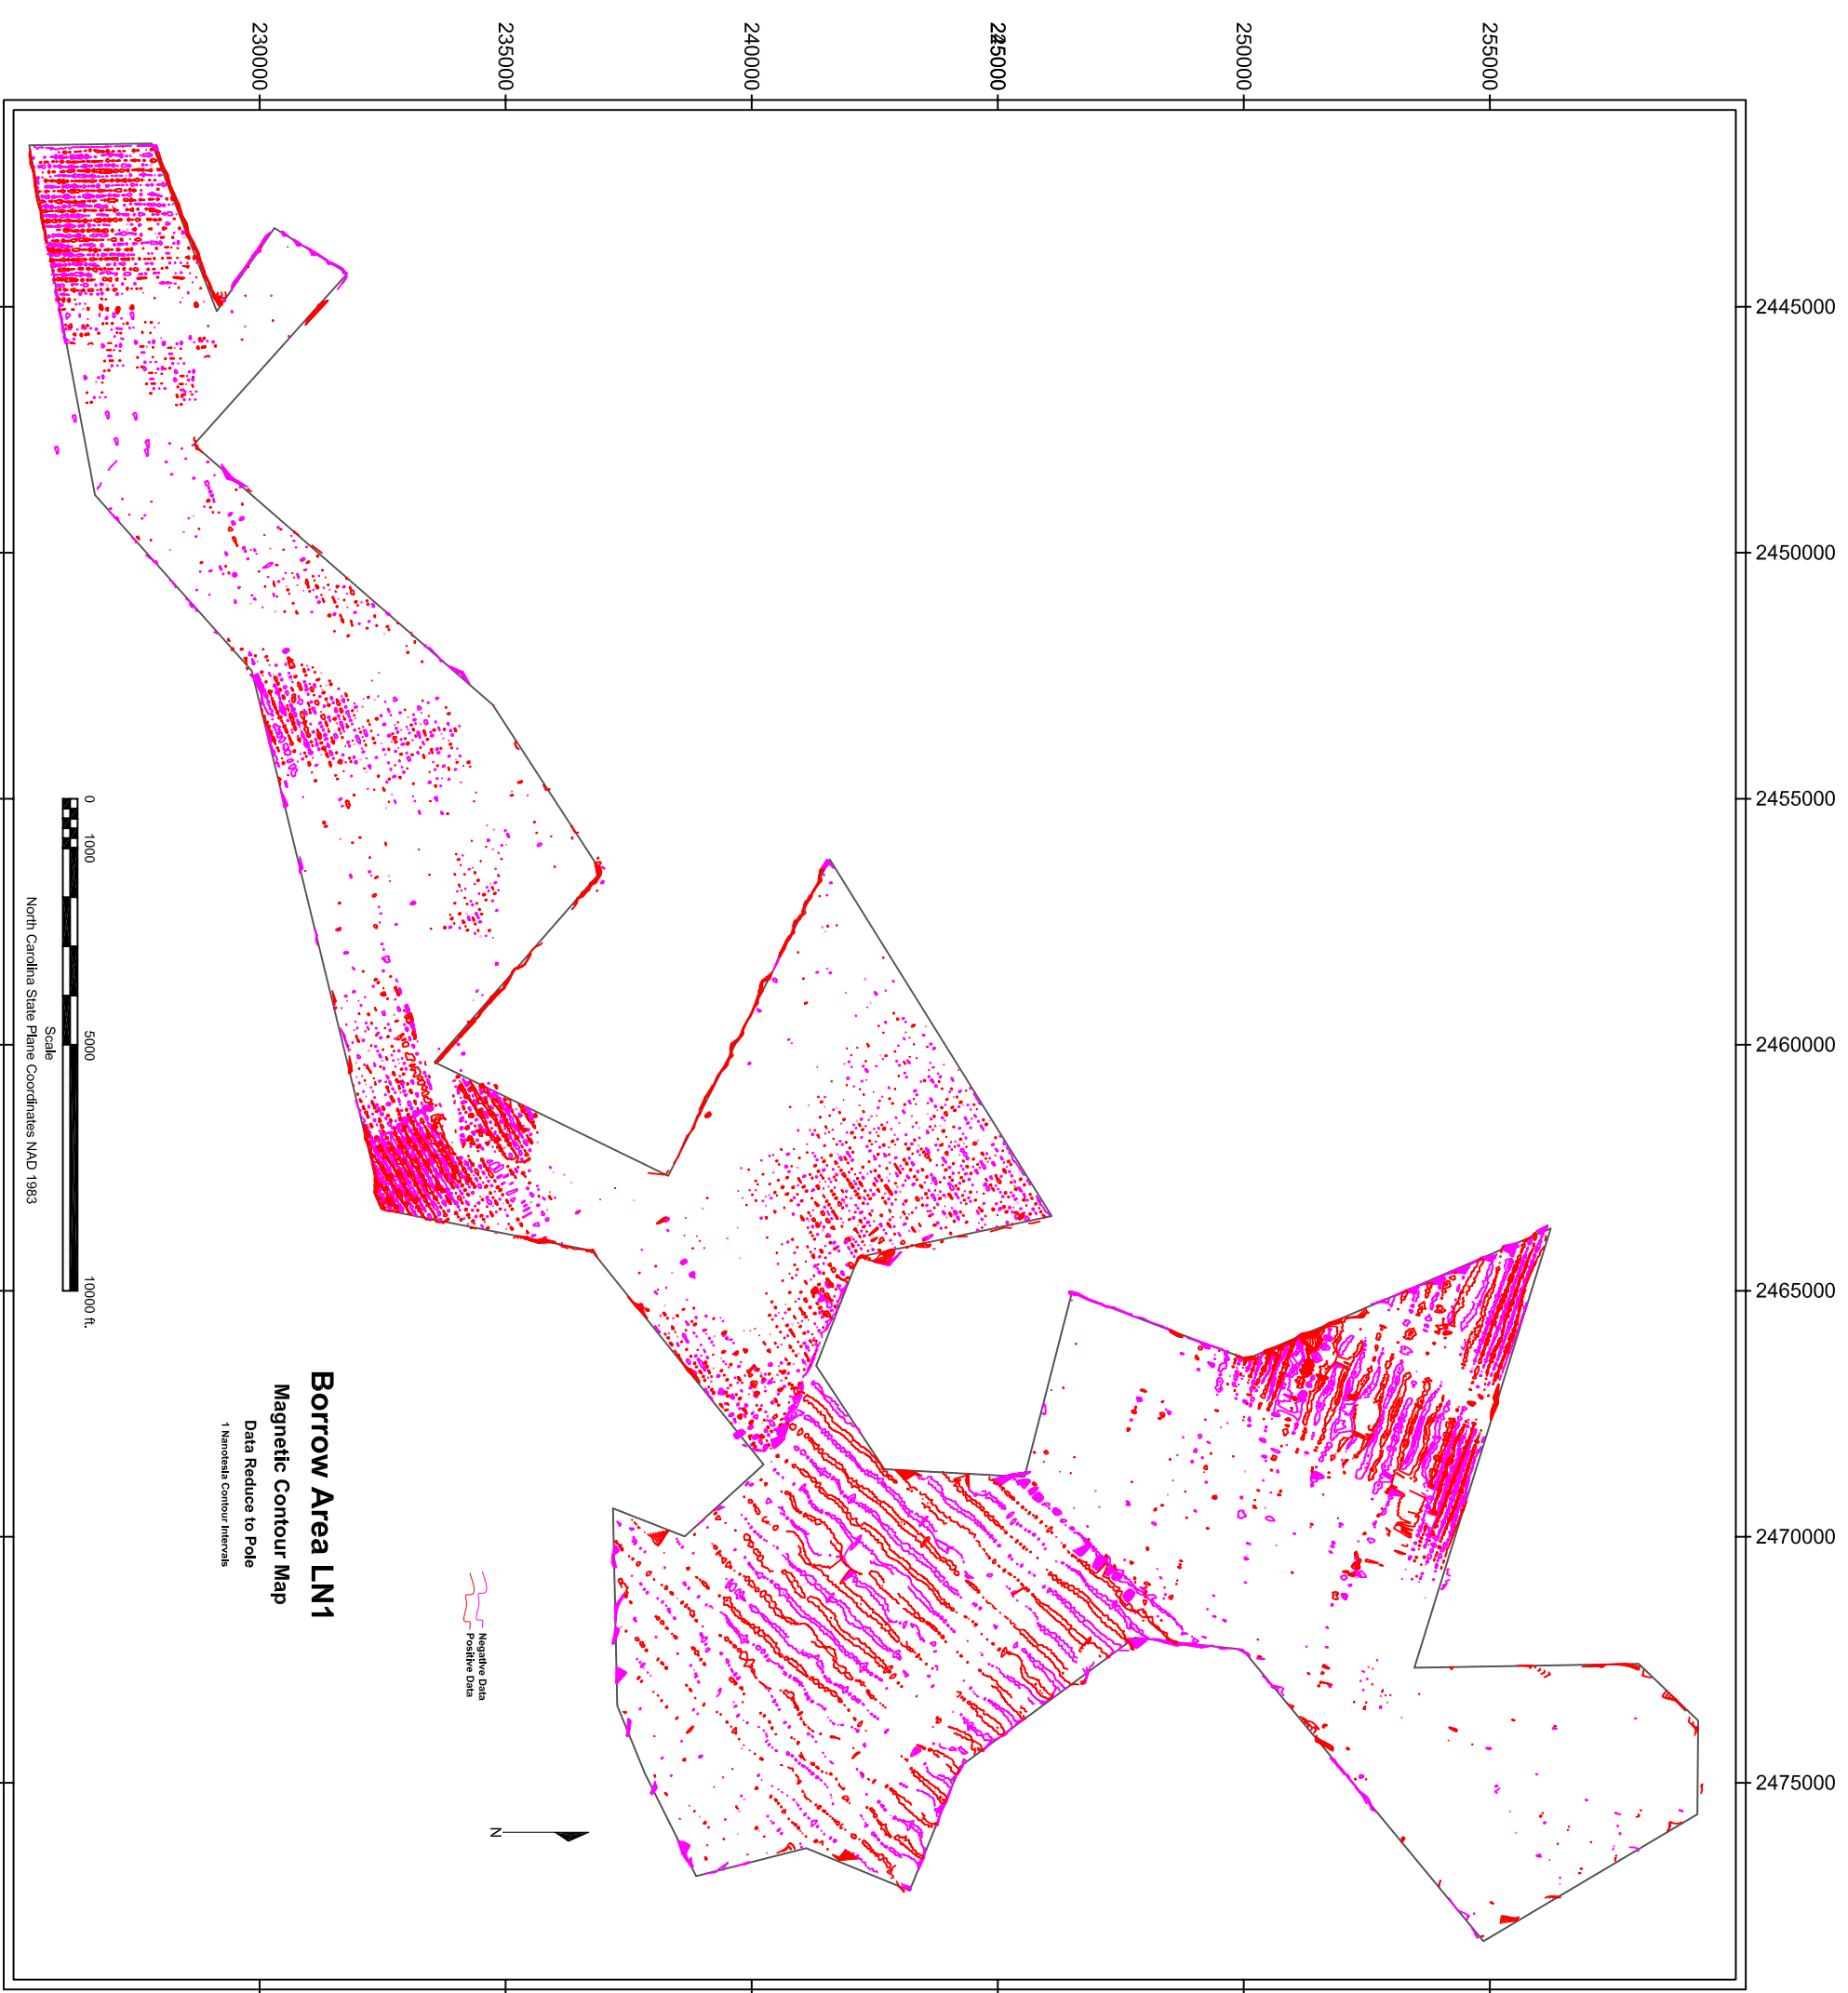 230000
235000
240000
245000
250000
255000
2445000
2450000
2455000
2460000
2465000
2470000
2475000
0
1000
5000
10000 ft.
Scale
North Carolina State Plane Coordinates NAD 1983
Borrow Area LN1
Magnetic Contour Map
Data Reduce to Pole
1 Nanotesla Contour Intervals
Negative Data
Positive Data
N